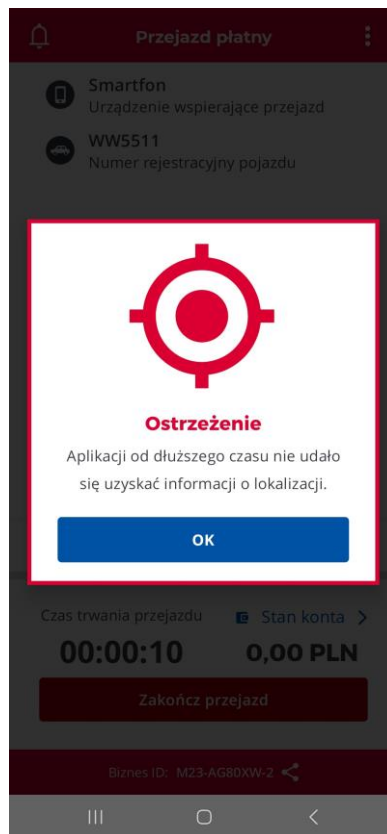 Przejazd płatny
Smartfon
Urządzenie wspierające przejazd
WW5511
Numer rejestracyjny pojazdu
Ostrzeżenie
Aplikacji od dłuższego czasu nie udało
się uzyskać informacji o lokalizacji.
OK
Czas trwania przejazdu
Stan konta
00:00:10
0,00 PLN
Zakończ przejazd
Biznes ID: M23-AG80XW-2